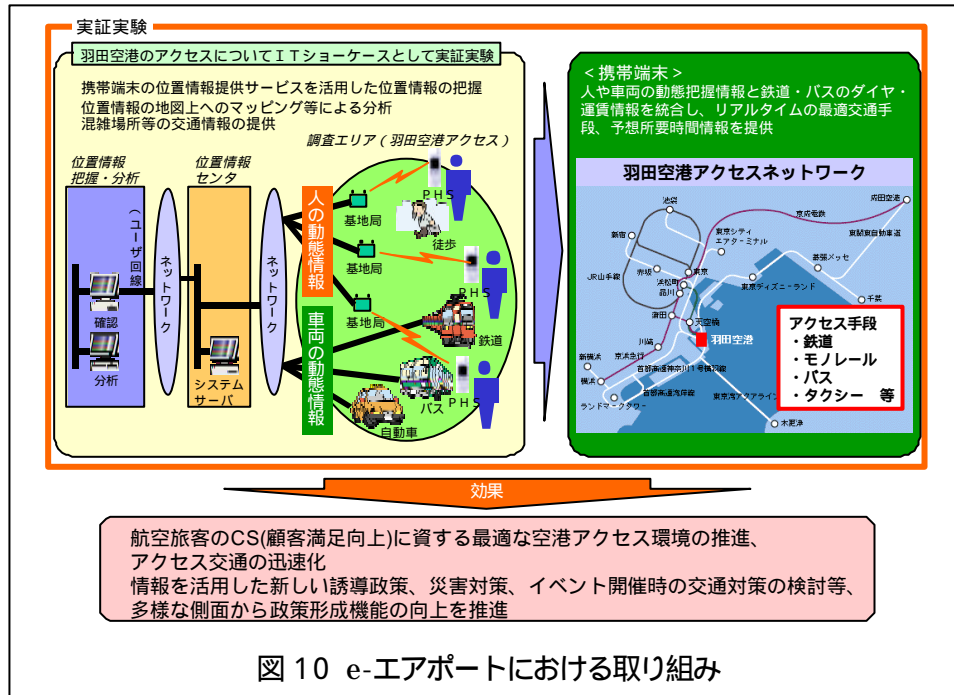 実証実験
羽田空港のアクセスについてITショーケースとして実証実験
携帯端末の位置情報提供サービスを活用した位置情報の把握
位置情報の地図上へのマッピング等による分析
混雑場所等の交通情報の提供
調査エリア(羽田空港アクセス)
位置情報
把握・分析
位置情報
センタ
(ユーザ回線
ネットワーク
ネットワーク
確認
分析
システム
サーバ
人の動態情報
車両の動態情報
基地局
基地局
基地局
PHS
徒歩
PHS
鉄道
バス
PHS
自動車
<携帯端末>
人や車両の動態把握情報と鉄道・バスのダイヤ・
運賃情報を統合し、リアルタイムの最適交通手
段、予想所要時間情報を提供
羽田空港アクセスネットワーク
池袋
成田空港
京成電鉄
新宿
東京シティ
エアターミナル
東関東自動車道
赤坂
東京
幕張メッセ
JR山手線
浜松町
品川
東京ディズニーランド
千葉
蒲田
天空橋
羽田空港
川崎
新横浜
京浜急行
横浜
首都高速神奈川1号横羽線
首都高速湾岸線
ランドマークタワー
東京湾アクアライン
木更津
アクセス手段
・鉄道
・モノレール
・バス
・タクシー 等
効果
航空旅客のCS(顧客満足向上)に資する最適な空港アクセス環境の推進、
アクセス交通の迅速化
情報を活用した新しい誘導政策、災害対策、イベント開催時の交通対策の検討等、
多様な側面から政策形成機能の向上を推進
図10 e-エアポートにおける取り組み